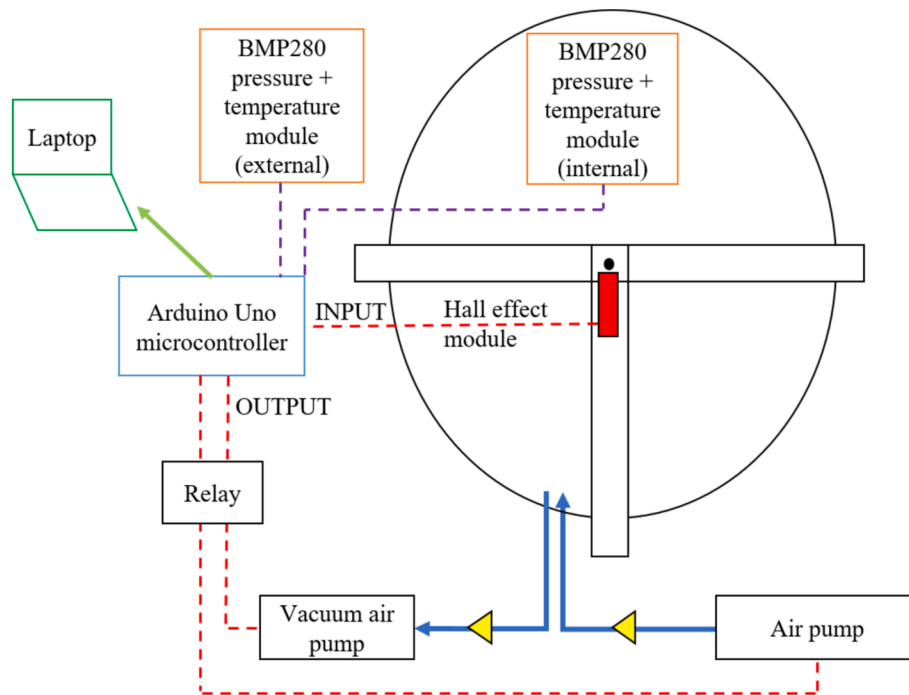 BMP280
pressure +
temperature
module
(external)
BMP280
pressure +
temperature
module
(internal)
Laptop
Arduino Uno
microcontroller
INPUT
Hall effect
module
OUTPUT
Relay
Vacuum air
pump
Air pump